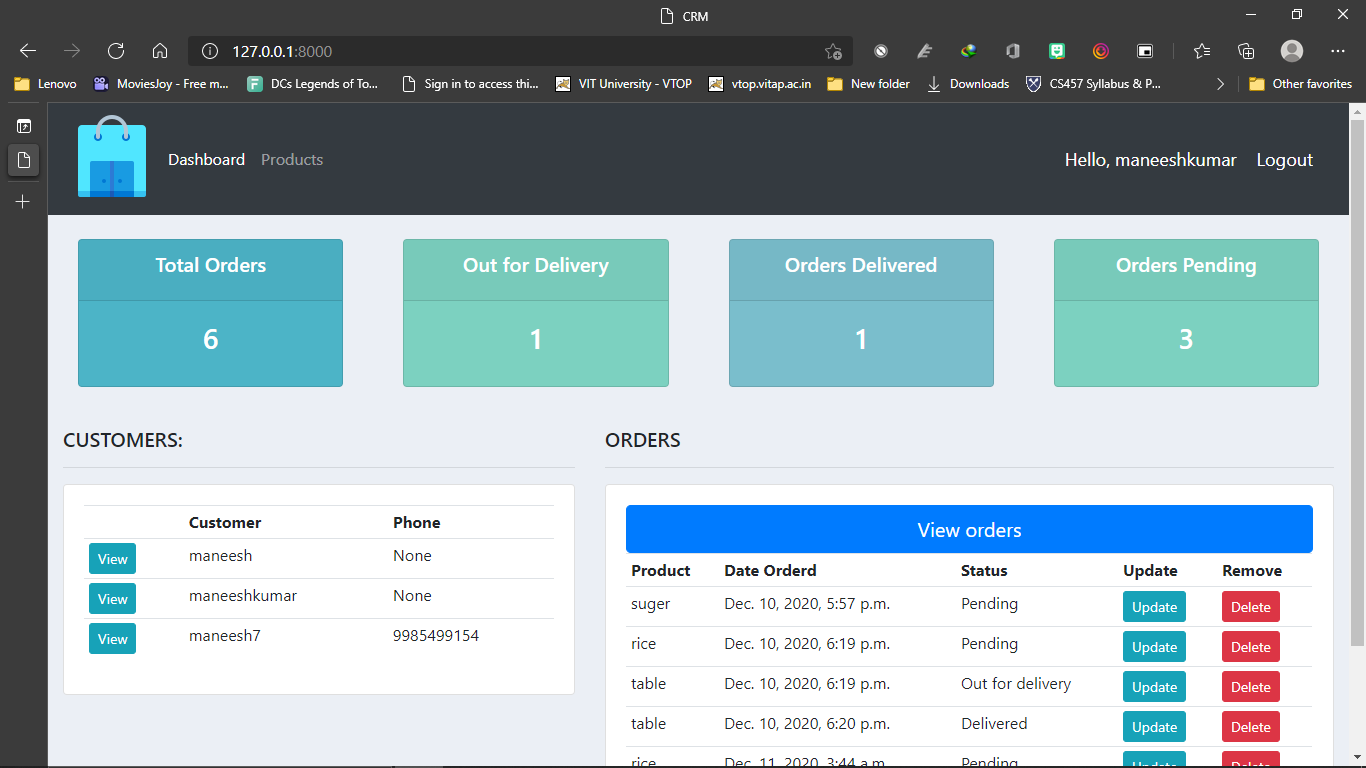 CRM
127.0.0.1:8000
Lenovo MoviesJoy - Free m... DCs Legends of To... Sign in to access thi... VIT University - VTOP vtop.vitap.ac.in New folder Downloads CS457 Syllabus & P... Other favorites
Dashboard Products Hello, maneeshkumar Logout
Total Orders Out for Delivery Orders Delivered Orders Pending
6 1 1 3
CUSTOMERS:
Customer Phone
View maneesh None
View maneeshkumar None
View maneesh7 9985499154
ORDERS
View orders
Product Date Orderd Status Update Remove
suger Dec. 10, 2020, 5:57 p.m. Pending Update Delete
rice Dec. 10, 2020, 6:19 p.m. Pending Update Delete
table Dec. 10, 2020, 6:19 p.m. Out for delivery Update Delete
table Dec. 10, 2020, 6:20 p.m. Delivered Update Delete
rice Dec. 11, 2020, 3:44 a.m. Pending Update Delete